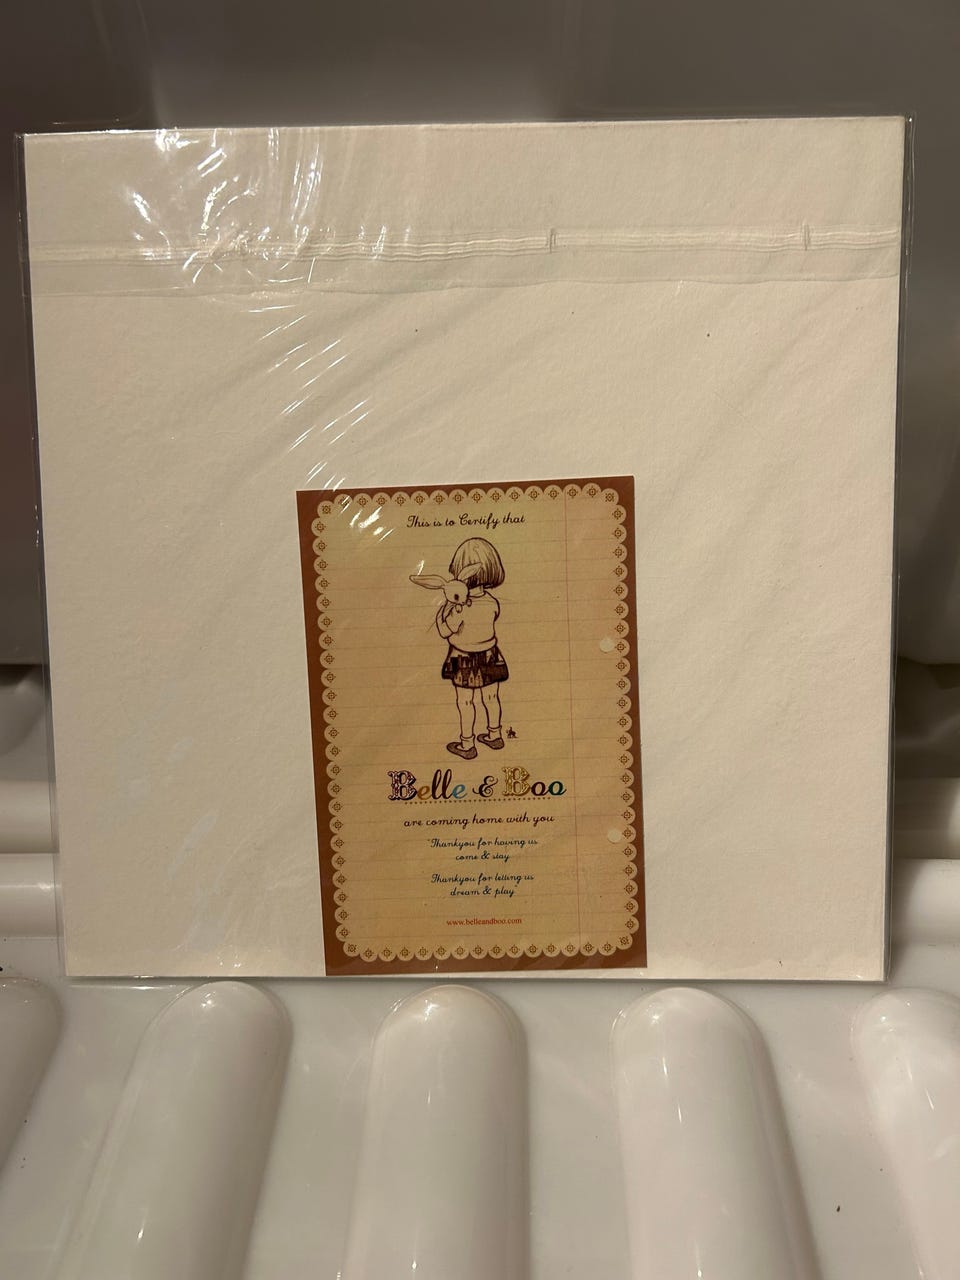 This is to Certify that
Belle & Boo
are coming home with you
"Thankyou for having us
come & stay
Thankyou for letting us
dream & play"
www.belleandboo.com